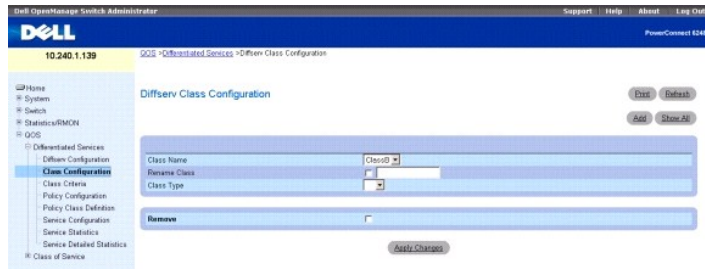 Dell OpenManage Switch Administrator
Support Help About Log Out
DELL
PowerConnect 6248
10.240.1.139
QOS >Differentiated Services >Diffserv Class Configuration
Home
System
Switch
Statistics/RMON
QOS
Differentiated Services
Diffserv Configuration
Class Configuration
Class Criteria
Policy Configuration
Policy Class Definition
Service Configuration
Service Statistics
Service Detailed Statistics
Class of Service
Diffserv Class Configuration
Print Refresh
Add Show All
Class Name ClassB
Rename Class
Class Type
Remove
Apply Changes